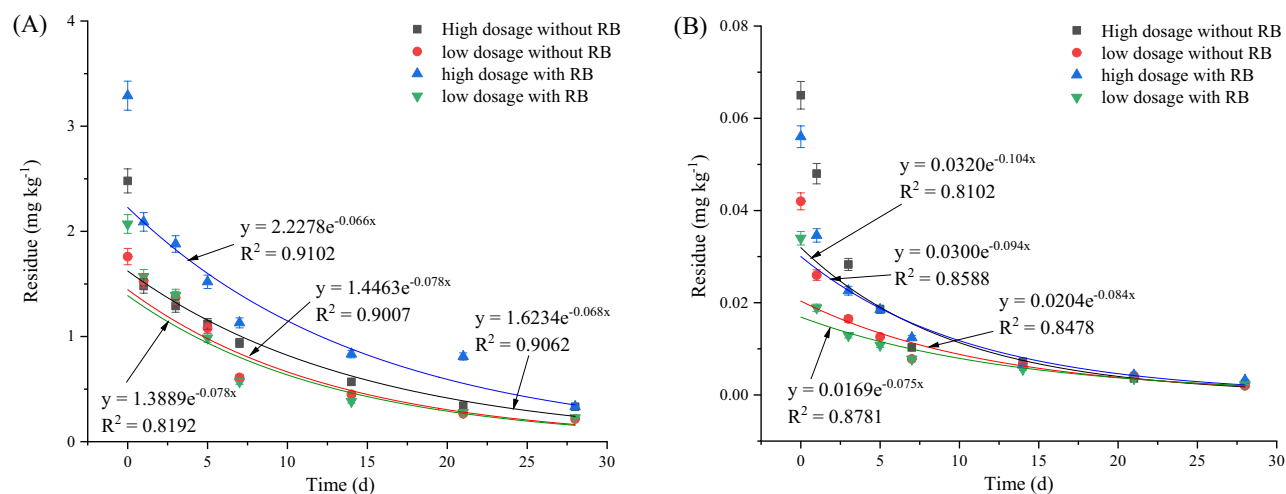 (A)
High dosage without RB
low dosage without RB
high dosage with RB
low dosage with RB
Residue (mg kg⁻¹)
4
3
2
1
0
y = 2.2278e⁻⁰·⁰⁶⁶ˣ
R² = 0.9102
y = 1.4463e⁻⁰·⁰⁷⁸ˣ
R² = 0.9007
y = 1.6234e⁻⁰·⁰⁶⁸ˣ
R² = 0.9062
y = 1.3889e⁻⁰·⁰⁷⁸ˣ
R² = 0.8192
0 5 10 15 20 25 30
Time (d)
(B)
High dosage without RB
low dosage without RB
high dosage with RB
low dosage with RB
Residue (mg kg⁻¹)
0.08
0.06
0.04
0.02
0.00
y = 0.0320e⁻⁰·¹⁰⁴ˣ
R² = 0.8102
y = 0.0300e⁻⁰·⁰⁹⁴ˣ
R² = 0.8588
y = 0.0204e⁻⁰·⁰⁸⁴ˣ
R² = 0.8478
y = 0.0169e⁻⁰·⁰⁷⁵ˣ
R² = 0.8781
0 5 10 15 20 25 30
Time (d)